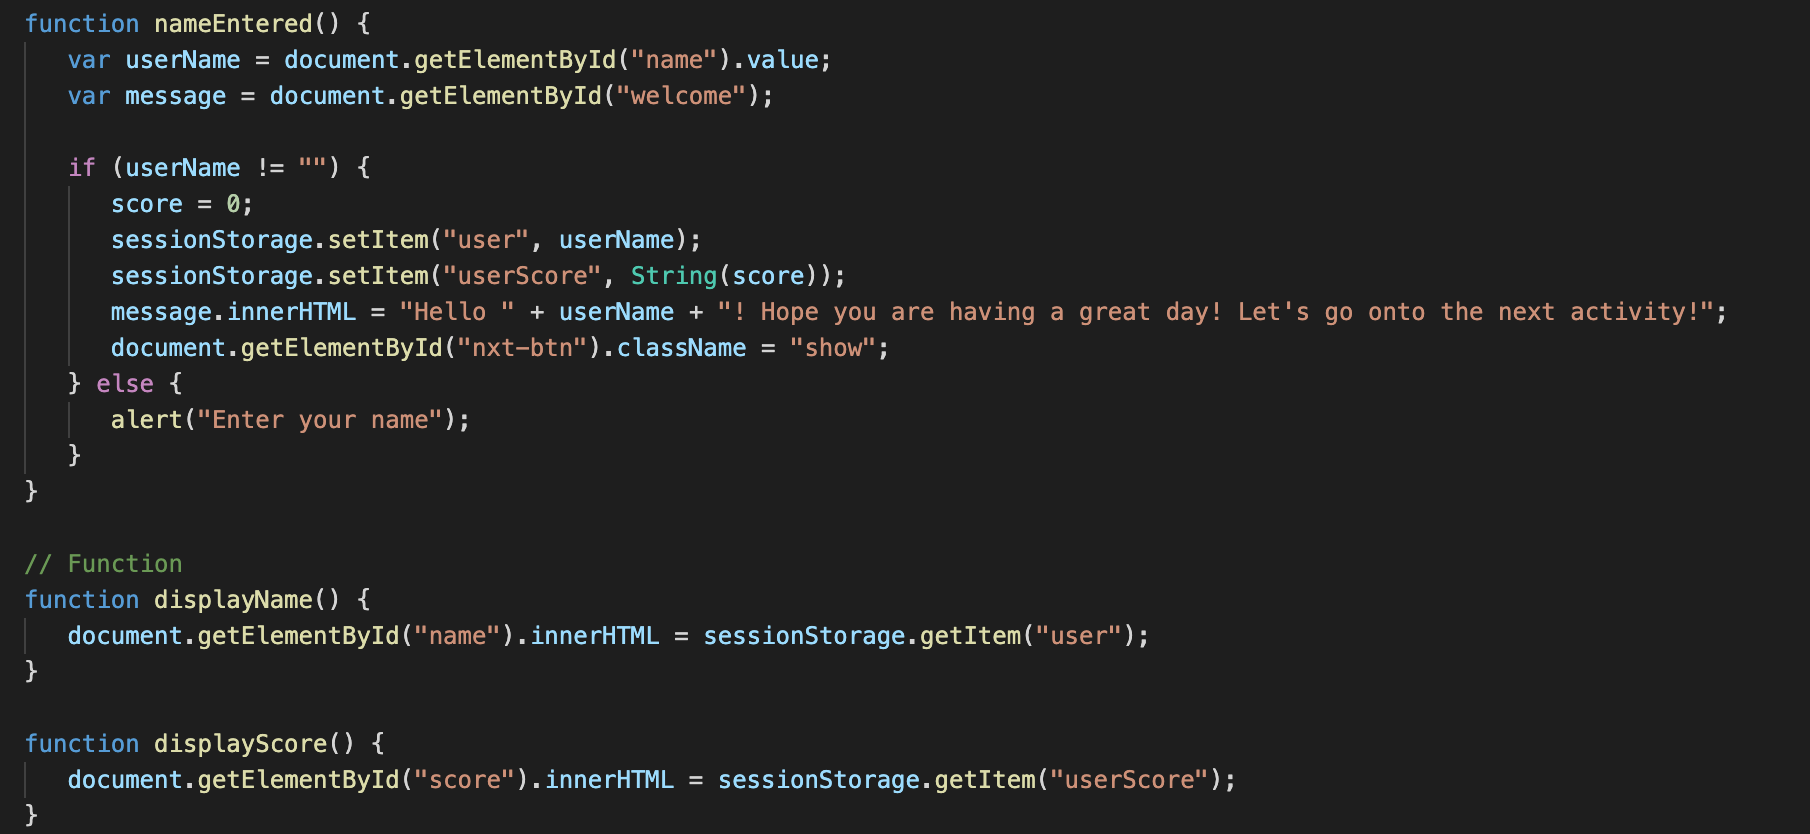 function nameEntered() {
   var userName = document.getElementById("name").value;
   var message = document.getElementById("welcome");

   if (userName != "") {
      score = 0;
      sessionStorage.setItem("user", userName);
      sessionStorage.setItem("userScore", String(score));
      message.innerHTML = "Hello " + userName + "! Hope you are having a great day! Let's go onto the next activity!";
      document.getElementById("nxt-btn").className = "show";
   } else {
      alert("Enter your name");
   }
}

// Function
function displayName() {
   document.getElementById("name").innerHTML = sessionStorage.getItem("user");
}

function displayScore() {
   document.getElementById("score").innerHTML = sessionStorage.getItem("userScore");
}